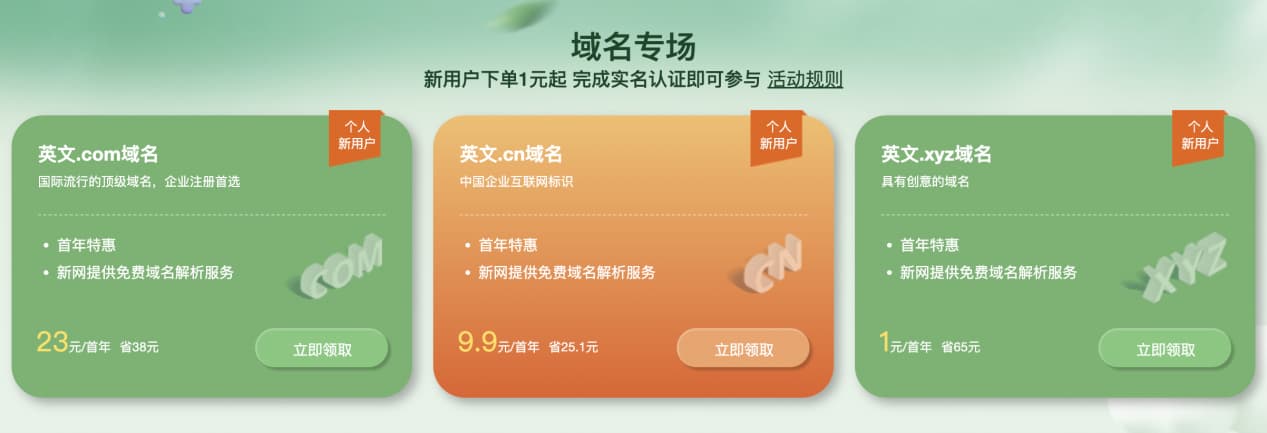 域名专场
新用户下单1元起 完成实名认证即可参与 活动规则
个人
新用户
英文.com域名
国际流行的顶级域名，企业注册首选
首年特惠
新网提供免费域名解析服务
COM
23元/首年 省38元
立即领取
个人
新用户
英文.cn域名
中国企业互联网标识
首年特惠
新网提供免费域名解析服务
CN
9.9元/首年 省25.1元
立即领取
个人
新用户
英文.xyz域名
具有创意的域名
首年特惠
新网提供免费域名解析服务
XYZ
1元/首年 省65元
立即领取